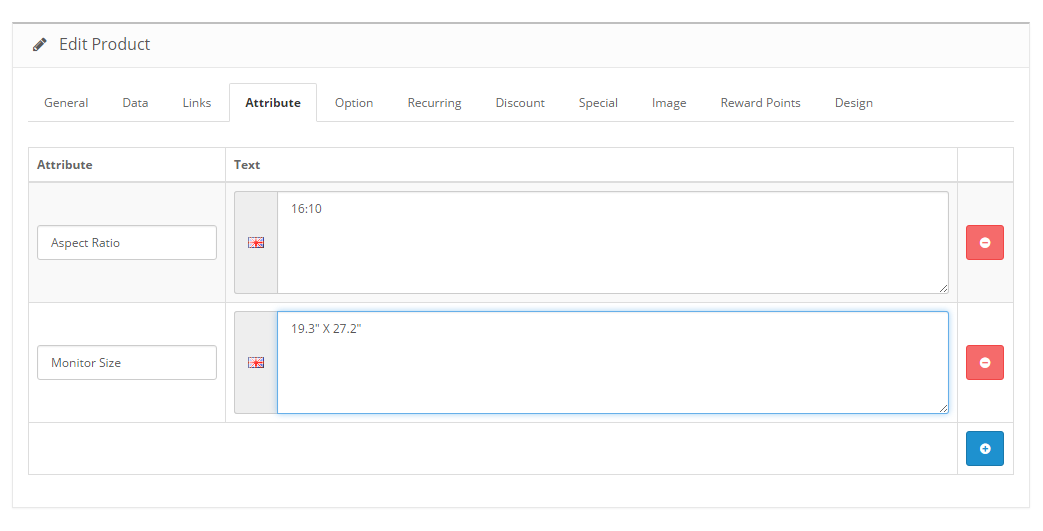 Edit Product
General Data Links Attribute Option Recurring Discount Special Image Reward Points Design
Attribute Text
16:10
Aspect Ratio
19.3" X 27.2"
Monitor Size